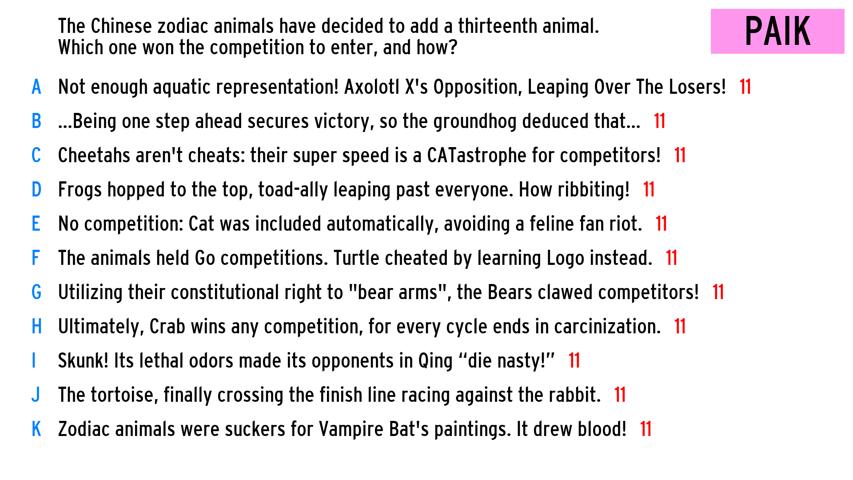 The Chinese zodiac animals have decided to add a thirteenth animal.
Which one won the competition to enter, and how?
PAIK
A Not enough aquatic representation! Axolotl X's Opposition, Leaping Over The Losers! 11
B ...Being one step ahead secures victory, so the groundhog deduced that... 11
C Cheetahs aren't cheats: their super speed is a CATastrophe for competitors! 11
D Frogs hopped to the top, toad-ally leaping past everyone. How ribbiting! 11
E No competition: Cat was included automatically, avoiding a feline fan riot. 11
F The animals held Go competitions. Turtle cheated by learning Logo instead. 11
G Utilizing their constitutional right to "bear arms", the Bears clawed competitors! 11
H Ultimately, Crab wins any competition, for every cycle ends in carcinization. 11
I Skunk! Its lethal odors made its opponents in Qing “die nasty!” 11
J The tortoise, finally crossing the finish line racing against the rabbit. 11
K Zodiac animals were suckers for Vampire Bat's paintings. It drew blood! 11